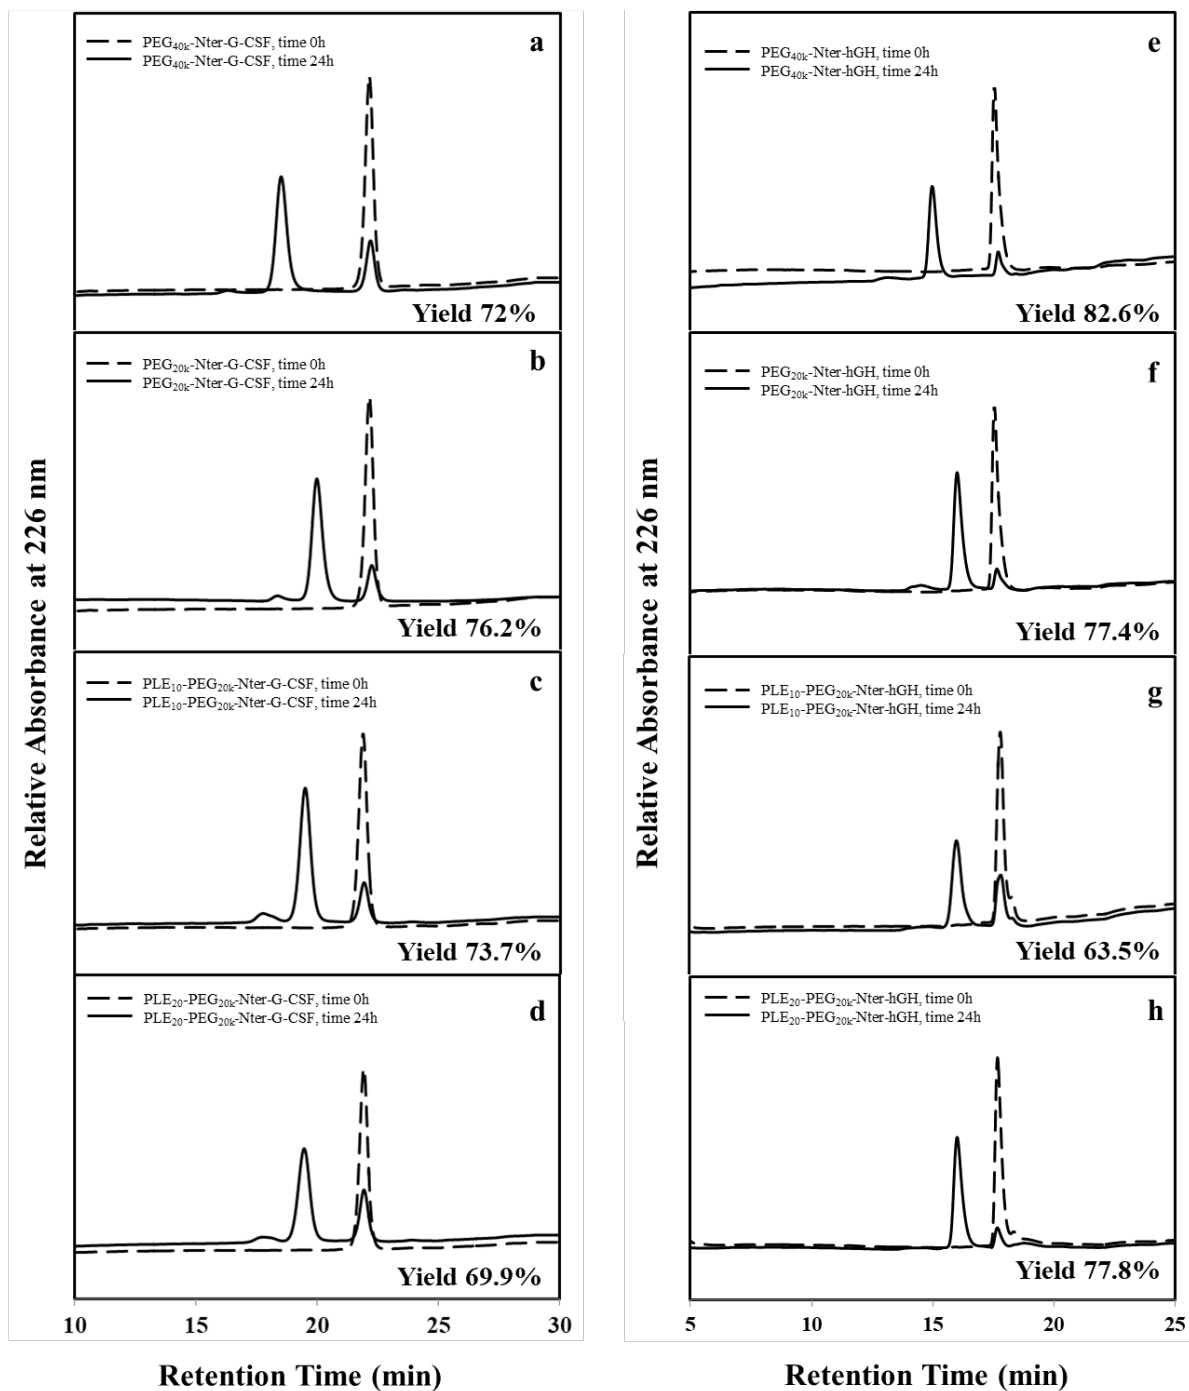 Relative Absorbance at 226 nm
PEG40k-Nter-G-CSF, time 0h
PEG40k-Nter-G-CSF, time 24h
a
Yield 72%
PEG20k-Nter-G-CSF, time 0h
PEG20k-Nter-G-CSF, time 24h
b
Yield 76.2%
PLE10-PEG20k-Nter-G-CSF, time 0h
PLE10-PEG20k-Nter-G-CSF, time 24h
c
Yield 73.7%
PLE20-PEG20k-Nter-G-CSF, time 0h
PLE20-PEG20k-Nter-G-CSF, time 24h
d
Yield 69.9%
10 15 20 25 30
Retention Time (min)
Relative Absorbance at 226 nm
PEG40k-Nter-hGH, time 0h
PEG40k-Nter-hGH, time 24h
e
Yield 82.6%
PEG20k-Nter-hGH, time 0h
PEG20k-Nter-hGH, time 24h
f
Yield 77.4%
PLE10-PEG20k-Nter-hGH, time 0h
PLE10-PEG20k-Nter-hGH, time 24h
g
Yield 63.5%
PLE20-PEG20k-Nter-hGH, time 0h
PLE20-PEG20k-Nter-hGH, time 24h
h
Yield 77.8%
5 10 15 20 25
Retention Time (min)